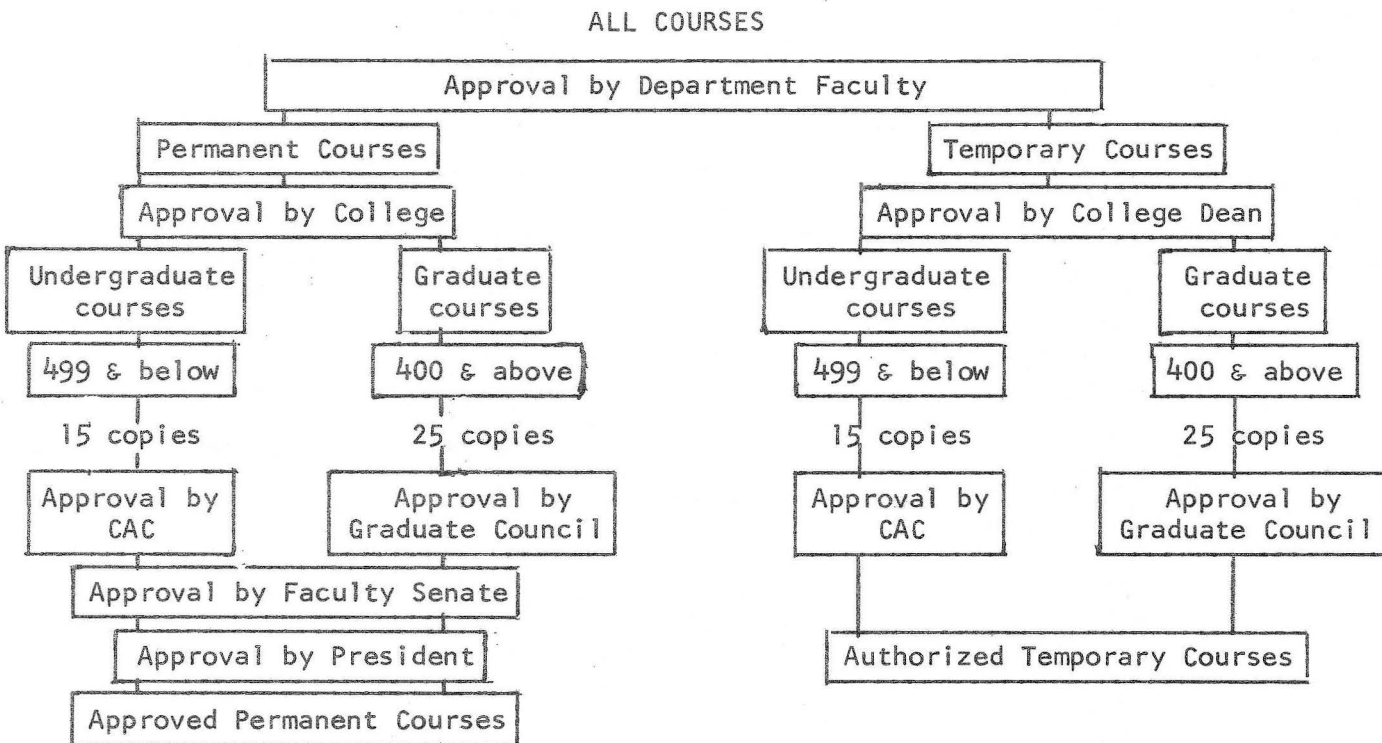 ALL COURSES
Approval by Department Faculty
Permanent Courses
Temporary Courses
Approval by College
Approval by College Dean
Undergraduate
courses
Graduate
courses
Undergraduate
courses
Graduate
courses
499 & below
400 & above
499 & below
400 & above
15 copies
25 copies
15 copies
25 copies
Approval by
CAC
Approval by
Graduate Council
Approval by
CAC
Approval by
Graduate Council
Approval by Faculty Senate
Approval by President
Authorized Temporary Courses
Approved Permanent Courses